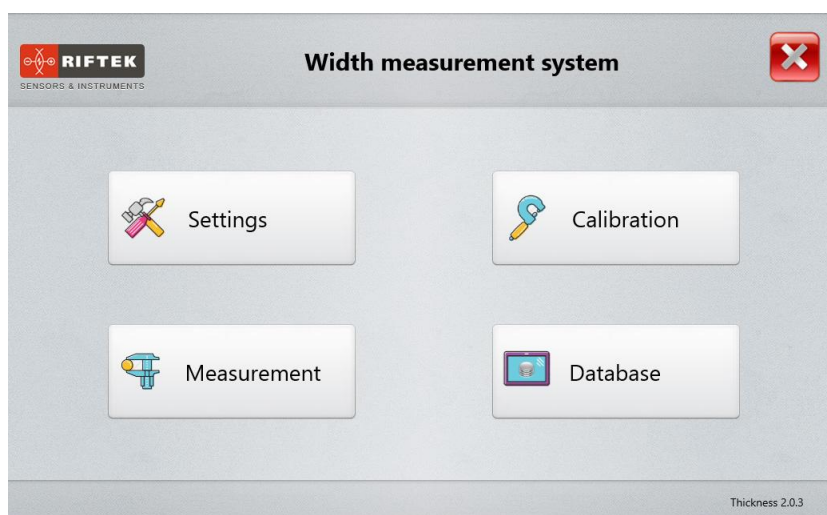 RIFTEK
SENSORS & INSTRUMENTS
Width measurement system
Settings
Calibration
Measurement
Database
Thickness 2.0.3